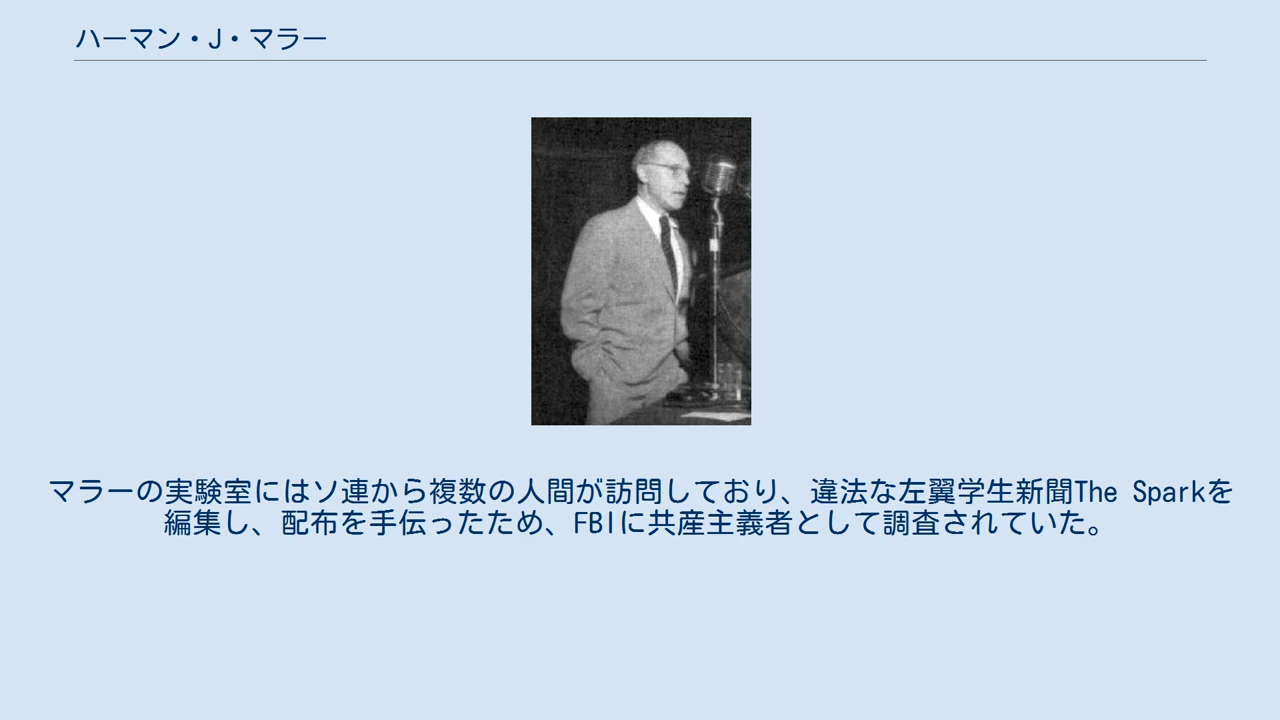 ハーマン・J・マラー
マラーの実験室にはソ連から複数の人間が訪問しており、違法な左翼学生新聞The Sparkを
編集し、配布を手伝ったため、FBIに共産主義者として調査されていた。